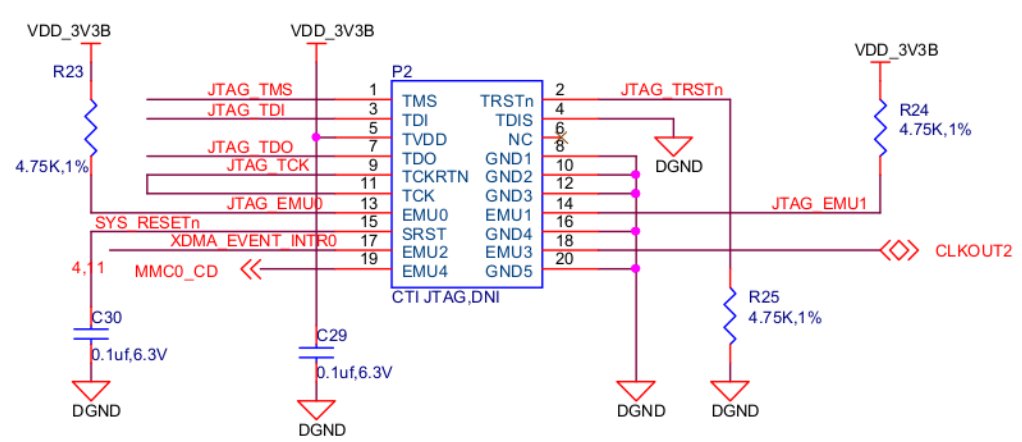 VDD_3V3B
VDD_3V3B
VDD_3V3B
R23
P2
JTAG_TMS
1
TMS
TRSTn
2
JTAG_TRSTn
JTAG_TDI
3
TDI
TDIS
4
R24
4.75K,1%
5
TVDD
NC
6
4.75K,1%
JTAG_TDO
7
TDO
GND1
8
DGND
JTAG_TCK
9
TCKRTN
GND2
10
11
TCK
GND3
12
JTAG_EMU0
13
EMU0
EMU1
14
JTAG_EMU1
SYS_RESETn
15
SRST
GND4
16
XDMA_EVENT_INTR0
17
EMU2
EMU3
18
CLKOUT2
4,11
MMC0_CD
19
EMU4
GND5
20
CTI JTAG,DNI
R25
4.75K,1%
C30
0.1uf,6.3V
C29
0.1uf,6.3V
DGND
DGND
DGND
DGND